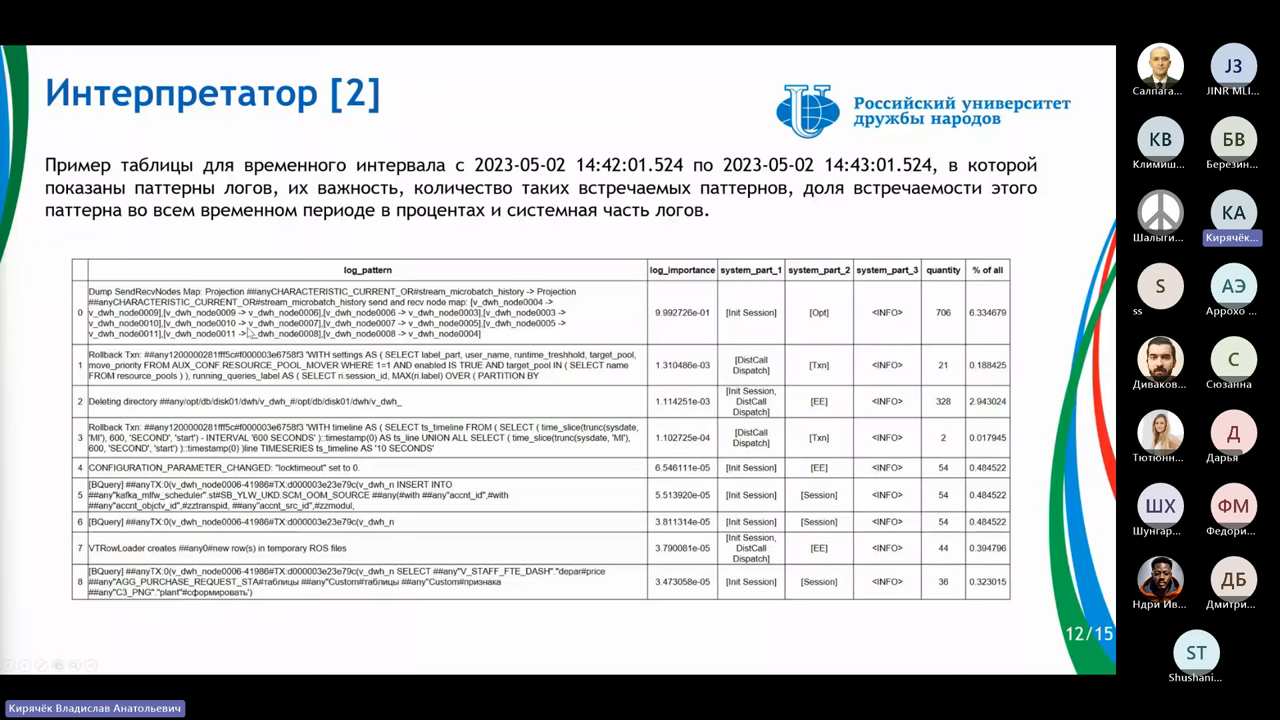 Интерпретатор [2]
Российский университет
дружбы народов
Пример таблицы для временного интервала с 2023-05-02 14:42:01.524 по 2023-05-02 14:43:01.524, в которой
показаны паттерны логов, их важность, количество таких встречаемых паттернов, доля встречаемости этого
паттерна во всем временном периоде в процентах и системная часть логов.
log_pattern log_importance system_part_1 system_part_2 system_part_3 quantity % of all
0 Dump SendRecvNodes Map: Projection ##anyCHARACTERISTIC_CURRENT_OR#stream_microbatch_history -> Projection
##anyCHARACTERISTIC_CURRENT_OR#stream_microbatch_history send and recv node map: [v_dwh_node0004 ->
v_dwh_node0009],[v_dwh_node0009 -> v_dwh_node0006],[v_dwh_node0006 -> v_dwh_node0003],[v_dwh_node0003 ->
v_dwh_node0010],[v_dwh_node0010 -> v_dwh_node0007],[v_dwh_node0007 -> v_dwh_node0005],[v_dwh_node0005 ->
v_dwh_node0011],[v_dwh_node0011 -> v_dwh_node0008],[v_dwh_node0008 -> v_dwh_node0004]
9.992726e-01 [Init Session] [Opt] <INFO> 706 6.334679
1 Rollback Txn: ##any1200000281fff5c#f000003e6758f3 'WITH settings AS ( SELECT label_part, user_name, runtime_treshhold, target_pool,
move_priority FROM AUX_CONF.RESOURCE_POOL_MOVER WHERE 1=1 AND enabled IS TRUE AND target_pool IN ( SELECT name
FROM resource_pools ) ), running_queries_label AS ( SELECT ri.session_id, MAX(ri.label) OVER ( PARTITION BY
1.310486e-03 [DistCall
Dispatch] [Txn] <INFO> 21 0.188425
2 Deleting directory ##any/opt/db/disk01/dwh/v_dwh_#/opt/db/disk01/dwh/v_dwh_
1.114251e-03 [Init Session,
DistCall
Dispatch] [EE] <INFO> 328 2.943024
3 Rollback Txn: ##any1200000281fff5c#f000003e6758f3 'WITH timeline AS ( SELECT ts_timeline FROM ( SELECT ( time_slice(trunc(sysdate,
'MI'), 600, 'SECOND', 'start') - INTERVAL '600 SECONDS' )::timestamp(0) AS ts_line UNION ALL SELECT ( time_slice(trunc(sysdate, 'MI'),
600, 'SECOND', 'start') )::timestamp(0) )line TIMESERIES ts_timeline AS '10 SECONDS'
1.102725e-04 [DistCall
Dispatch] [Txn] <INFO> 2 0.017945
4 CONFIGURATION_PARAMETER_CHANGED: "locktimeout" set to 0. 6.546111e-05 [Init Session] [EE] <INFO> 54 0.484522
5 [BQuery] ##anyTX:0(v_dwh_node0006-41986#TX:d000003e23e79c(v_dwh_n INSERT INTO
##any"kafka_mlfw_scheduler".st#SB_YLW_UKD.SCM_OOM_SOURCE ##any(#with ##any"accnt_id",#with
##any"accnt_objctv_id",#zztranspid, ##any"accnt_src_id",#zzmodul,
5.513920e-05 [Init Session] [Session] <INFO> 54 0.484522
6 [BQuery] ##anyTX:0(v_dwh_node0006-41986#TX:d000003e23e79c(v_dwh_n 3.811314e-05 [Init Session] [Session] <INFO> 54 0.484522
7 VTRowLoader creates ##any0#new row(s) in temporary ROS files
3.790081e-05 [Init Session,
DistCall
Dispatch] [EE] <INFO> 44 0.394796
8 [BQuery] ##anyTX:0(v_dwh_node0006-41986#TX:d000003e23e79c(v_dwh_n SELECT ##any"V_STAFF_FTE_DASH"."depar#price
##any"AGG_PURCHASE_REQUEST_STA#таблицы ##any"Custom#таблицы ##any"Custom#признака
##any"C3_PNG"."plant"#сформировать')
3.473058e-05 [Init Session] [Session] <INFO> 36 0.323015
12/15
Кирячёк Владислав Анатольевич
Салпага...
JЗ
JINR MLI...
КВ
Климиш...
БВ
Березин...
Шалыги...
КА
Кирячёк...
S
ss
АЭ
Аррохо ...
Диваков...
С
Сюзанна
Тютюнн...
Д
Дарья
ШХ
Шунгар...
ФМ
Федори...
Ндри Ив...
ДБ
Дмитри...
ST
Shushani...